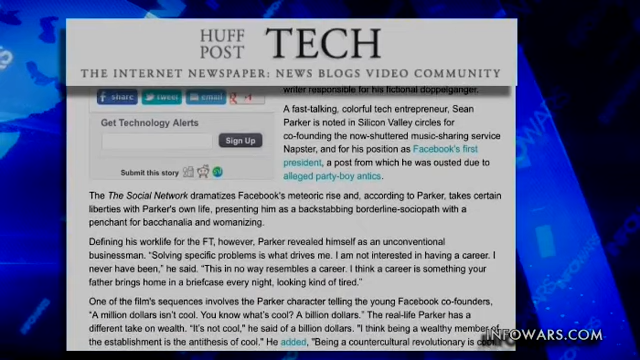 HUFF
POST
TECH
THE INTERNET NEWSPAPER: NEWS BLOGS VIDEO COMMUNITY
writer responsible for his fictional doppelganger.
share
tweet
email
+1
Get Technology Alerts
Sign Up
Submit this story
A fast-talking, colorful tech entrepreneur, Sean
Parker is noted in Silicon Valley circles for
co-founding the now-shuttered music-sharing service
Napster, and for his position as Facebook's first
president, a post from which he was ousted due to
alleged party-boy antics.
The The Social Network dramatizes Facebook's meteoric rise and, according to Parker, takes certain
liberties with Parker's own life, presenting him as a backstabbing borderline-sociopath with a
penchant for bacchanalia and womanizing.
Defining his worklife for the FT, however, Parker revealed himself as an unconventional
businessman. "Solving specific problems is what drives me. I am not interested in having a career. I
never have been," he said. "This in no way resembles a career. I think a career is something your
father brings home in a briefcase every night, looking kind of tired."
One of the film's sequences involves the Parker character telling the young Facebook co-founders,
"A million dollars isn't cool. You know what's cool? A billion dollars." The real-life Parker has a
different take on wealth. "It's not cool," he said of a billion dollars. "I think being a wealthy member of
the establishment is the antithesis of cool." He added, "Being a countercultural revolutionary is cool
INFOWARS.COM
INFOWARS